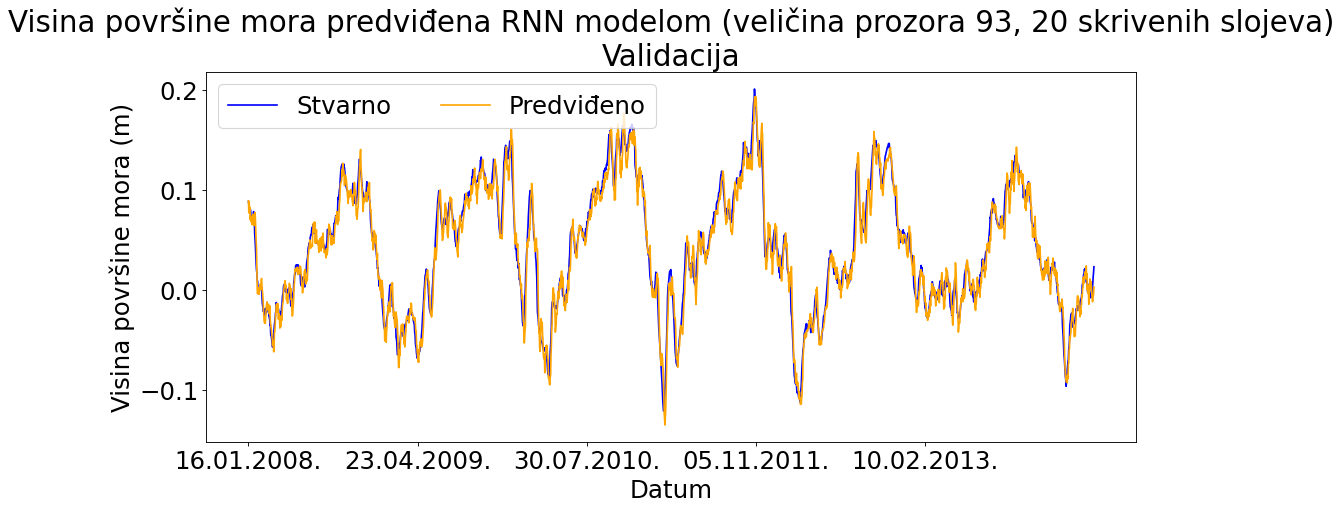 Visina površine mora predviđena RNN modelom (veličina prozora 93, 20 skrivenih slojeva)
Validacija
Stvarno Predviđeno
Visina površine mora (m)
0.2
0.1
0.0
−0.1
16.01.2008. 23.04.2009. 30.07.2010. 05.11.2011. 10.02.2013.
Datum